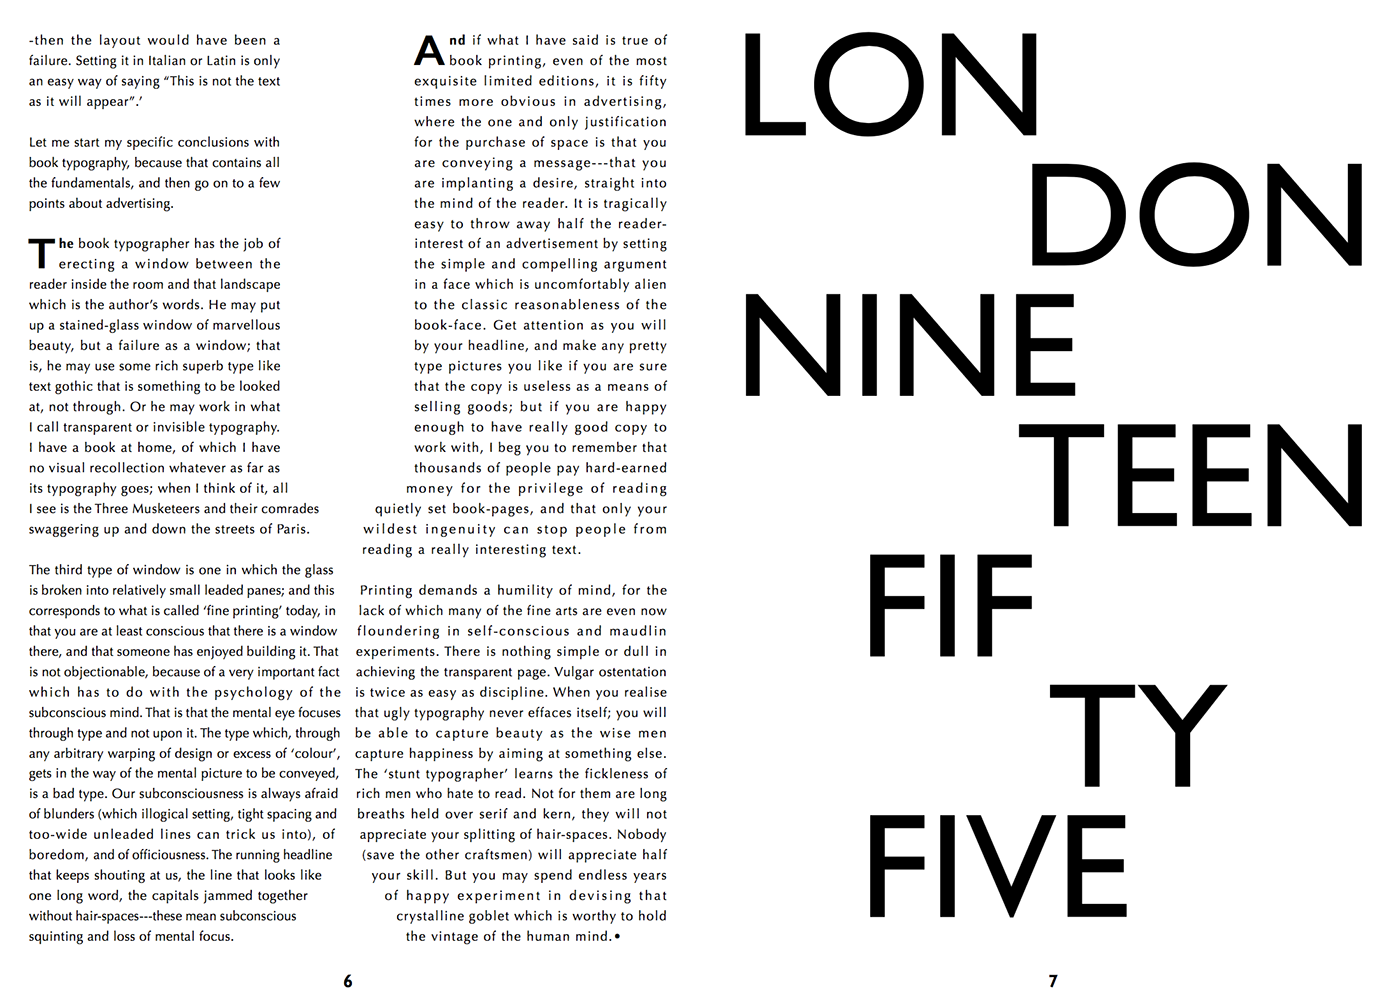 -then the layout would have been a
failure. Setting it in Italian or Latin is only
an easy way of saying “This is not the text
as it will appear”.’
Let me start my specific conclusions with
book typography, because that contains all
the fundamentals, and then go on to a few
points about advertising.
The book typographer has the job of
erecting a window between the
reader inside the room and that landscape
which is the author’s words. He may put
up a stained-glass window of marvellous
beauty, but a failure as a window; that
is, he may use some rich superb type like
text gothic that is something to be looked
at, not through. Or he may work in what
I call transparent or invisible typography.
I have a book at home, of which I have
no visual recollection whatever as far as
its typography goes; when I think of it, all
I see is the Three Musketeers and their comrades
swaggering up and down the streets of Paris.
The third type of window is one in which the glass
is broken into relatively small leaded panes; and this
corresponds to what is called ‘fine printing’ today, in
that you are at least conscious that there is a window
there, and that someone has enjoyed building it. That
is not objectionable, because of a very important fact
which has to do with the psychology of the
subconscious mind. That is that the mental eye focuses
through type and not upon it. The type which, through
any arbitrary warping of design or excess of ‘colour’,
gets in the way of the mental picture to be conveyed,
is a bad type. Our subconsciousness is always afraid
of blunders (which illogical setting, tight spacing and
too-wide unleaded lines can trick us into), of
boredom, and of officiousness. The running headline
that keeps shouting at us, the line that looks like
one long word, the capitals jammed together
without hair-spaces---these mean subconscious
squinting and loss of mental focus.
And if what I have said is true of
book printing, even of the most
exquisite limited editions, it is fifty
times more obvious in advertising,
where the one and only justification
for the purchase of space is that you
are conveying a message---that you
are implanting a desire, straight into
the mind of the reader. It is tragically
easy to throw away half the reader-
interest of an advertisement by setting
the simple and compelling argument
in a face which is uncomfortably alien
to the classic reasonableness of the
book-face. Get attention as you will
by your headline, and make any pretty
type pictures you like if you are sure
that the copy is useless as a means of
selling goods; but if you are happy
enough to have really good copy to
work with, I beg you to remember that
thousands of people pay hard-earned
money for the privilege of reading
quietly set book-pages, and that only your
wildest ingenuity can stop people from
reading a really interesting text.
Printing demands a humility of mind, for the
lack of which many of the fine arts are even now
floundering in self-conscious and maudlin
experiments. There is nothing simple or dull in
achieving the transparent page. Vulgar ostentation
is twice as easy as discipline. When you realise
that ugly typography never effaces itself; you will
be able to capture beauty as the wise men
capture happiness by aiming at something else.
The ‘stunt typographer’ learns the fickleness of
rich men who hate to read. Not for them are long
breaths held over serif and kern, they will not
appreciate your splitting of hair-spaces. Nobody
(save the other craftsmen) will appreciate half
your skill. But you may spend endless years
of happy experiment in devising that
crystalline goblet which is worthy to hold
the vintage of the human mind.•
6
LON
DON
NINE
TEEN
FIF
TY
FIVE
7